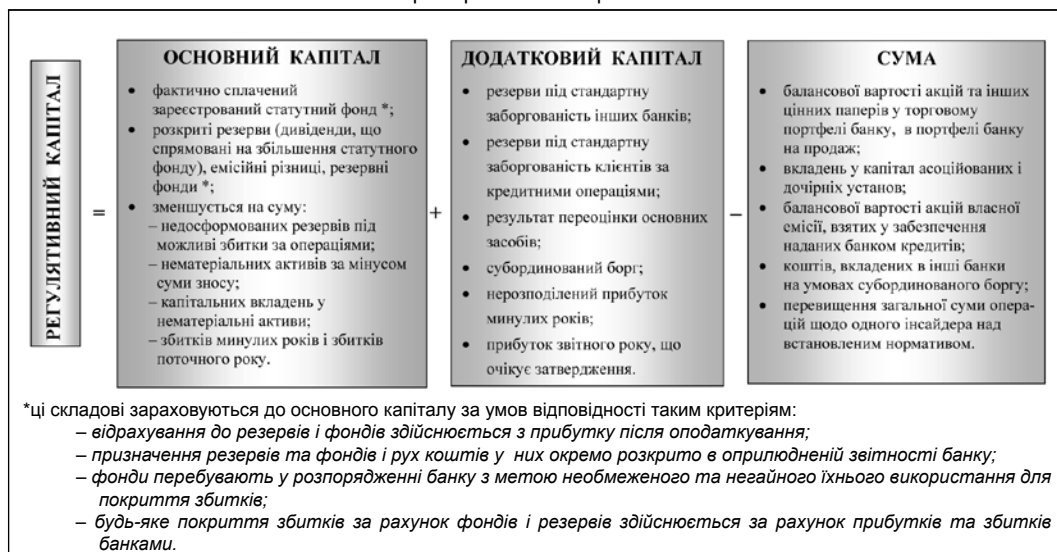 РЕГУЛЯТИВНИЙ КАПІТАЛ
=
ОСНОВНИЙ КАПІТАЛ
• фактично сплачений
зареєстрований статутний фонд *;
• розкриті резерви (дивіденди, що
спрямовані на збільшення статутного
фонду), емісійні різниці, резервні
фонди *;
• зменшується на суму:
– недосформованих резервів під
можливі збитки за операціями;
– нематеріальних активів за мінусом
суми зносу;
– капітальних вкладень у
нематеріальні активи;
– збитків минулих років і збитків
поточного року.
+
ДОДАТКОВИЙ КАПІТАЛ
• резерви під стандартну
заборгованість інших банків;
• резерви під стандартну
заборгованість клієнтів за
кредитними операціями;
• результат переоцінки основних
засобів;
• субординований борг;
• нерозподілений прибуток
минулих років;
• прибуток звітного року, що
очікує затвердження.
–
СУМА
• балансової вартості акцій та інших
цінних паперів у торговому
портфелі банку, в портфелі банку
на продаж;
• вкладень у капітал асоційованих і
дочірніх установ;
• балансової вартості акцій власної
емісії, взятих у забезпечення
наданих банком кредитів;
• коштів, вкладених в інші банки
на умовах субординованого боргу;
• перевищення загальної суми опера-
цій щодо одного інсайдера над
встановленим нормативом.
*ці складові зараховуються до основного капіталу за умов відповідності таким критеріям:
– відрахування до резервів і фондів здійснюється з прибутку після оподаткування;
– призначення резервів та фондів і рух коштів у них окремо розкрито в оприлюдненій звітності банку;
– фонди перебувають у розпорядженні банку з метою необмеженого та негайного їхнього використання для
покриття збитків;
– будь-яке покриття збитків за рахунок фондів і резервів здійснюється за рахунок прибутків та збитків
банками.